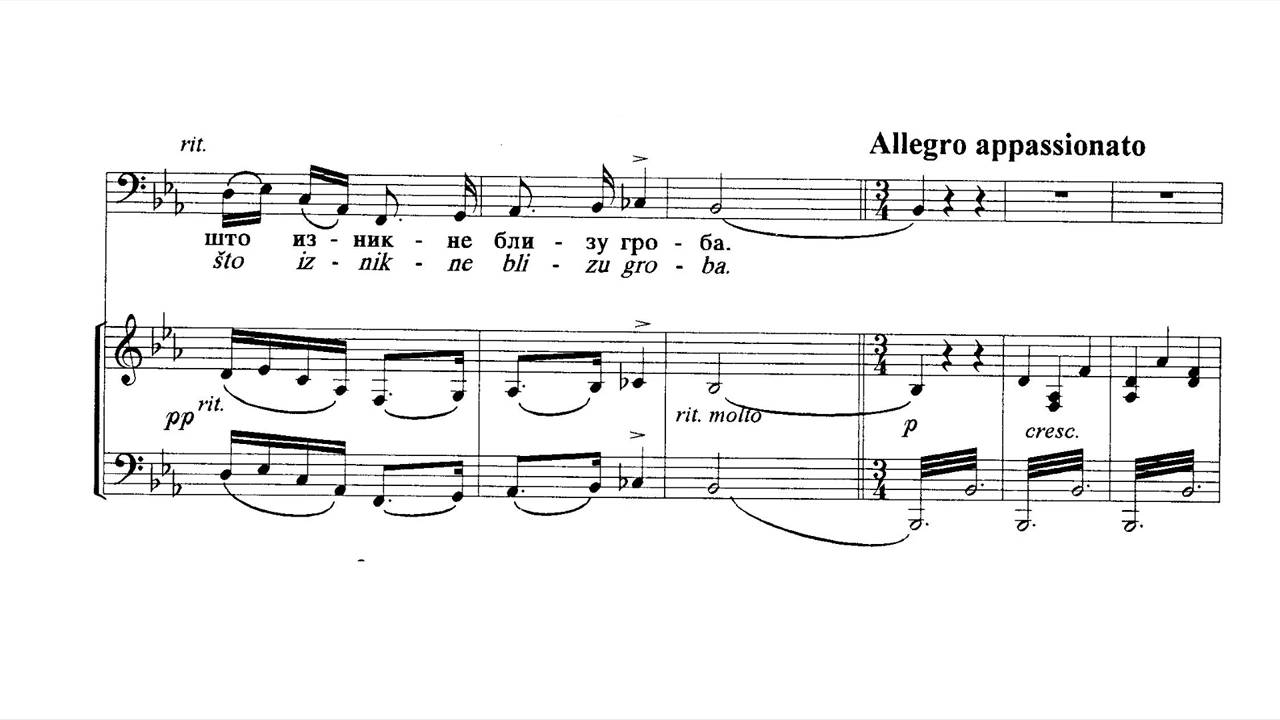 rit.
Allegro appassionato
што из - ник - не бли - зу гро - ба.
što iz - nik - ne bli - zu gro - ba.
pp rit.
rit. molto
p
cresc.